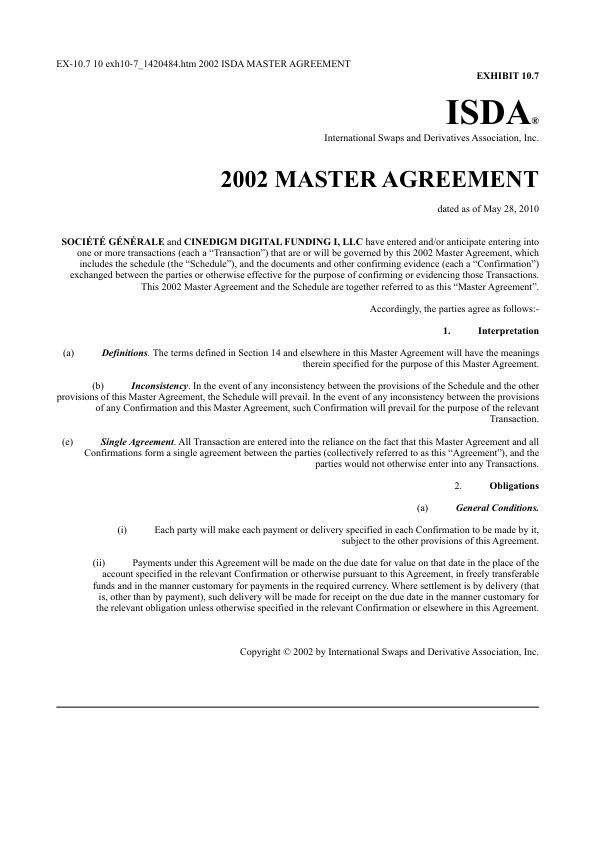 EX-10.7 10 exh10-7_1420484.htm 2002 ISDA MASTER AGREEMENT
EXHIBIT 10.7
ISDA®
International Swaps and Derivatives Association, Inc.
2002 MASTER AGREEMENT
dated as of May 28, 2010
SOCIÉTÉ GÉNÉRALE and CINEDIGM DIGITAL FUNDING I, LLC have entered and/or anticipate entering into
one or more transactions (each a “Transaction”) that are or will be governed by this 2002 Master Agreement, which
includes the schedule (the “Schedule”), and the documents and other confirming evidence (each a “Confirmation”)
exchanged between the parties or otherwise effective for the purpose of confirming or evidencing those Transactions.
This 2002 Master Agreement and the Schedule are together referred to as this “Master Agreement”.
Accordingly, the parties agree as follows:-
1. Interpretation
(a) Definitions. The terms defined in Section 14 and elsewhere in this Master Agreement will have the meanings
therein specified for the purpose of this Master Agreement.
(b) Inconsistency. In the event of any inconsistency between the provisions of the Schedule and the other
provisions of this Master Agreement, the Schedule will prevail. In the event of any inconsistency between the provisions
of any Confirmation and this Master Agreement, such Confirmation will prevail for the purpose of the relevant
Transaction.
(e) Single Agreement. All Transaction are entered into the reliance on the fact that this Master Agreement and all
Confirmations form a single agreement between the parties (collectively referred to as this “Agreement”), and the
parties would not otherwise enter into any Transactions.
2. Obligations
(a) General Conditions.
(i) Each party will make each payment or delivery specified in each Confirmation to be made by it,
subject to the other provisions of this Agreement.
(ii) Payments under this Agreement will be made on the due date for value on that date in the place of the
account specified in the relevant Confirmation or otherwise pursuant to this Agreement, in freely transferable
funds and in the manner customary for payments in the required currency. Where settlement is by delivery (that
is, other than by payment), such delivery will be made for receipt on the due date in the manner customary for
the relevant obligation unless otherwise specified in the relevant Confirmation or elsewhere in this Agreement.
Copyright © 2002 by International Swaps and Derivative Association, Inc.